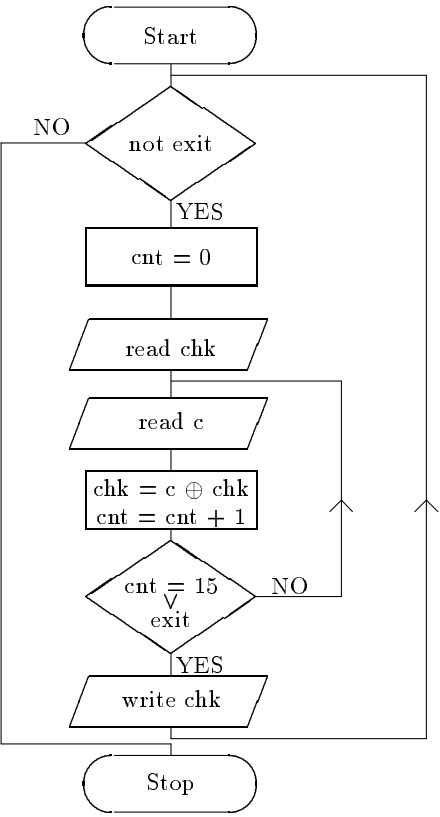 Start
NO
not exit
YES
cnt = 0
read chk
read c
chk = c ⊕ chk
cnt = cnt + 1
cnt = 15
∨
exit
NO
YES
write chk
Stop